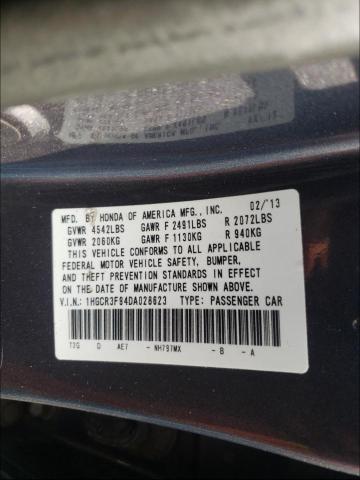 MFD. BY HONDA OF AMERICA MFG., INC. 02/13
GVWR 4542LBS GAWR F 2491LBS R 2072LBS
GVWR 2060KG GAWR F 1130KG R 940KG
THIS VEHICLE CONFORMS TO ALL APPLICABLE
FEDERAL MOTOR VEHICLE SAFETY, BUMPER,
AND THEFT PREVENTION STANDARDS IN EFFECT
ON THE DATE OF MANUFACTURE SHOWN ABOVE.
V.I.N.: 1HGCR3F94DA028623 TYPE: PASSENGER CAR
T3G D AE7 - NH797MX - B - A